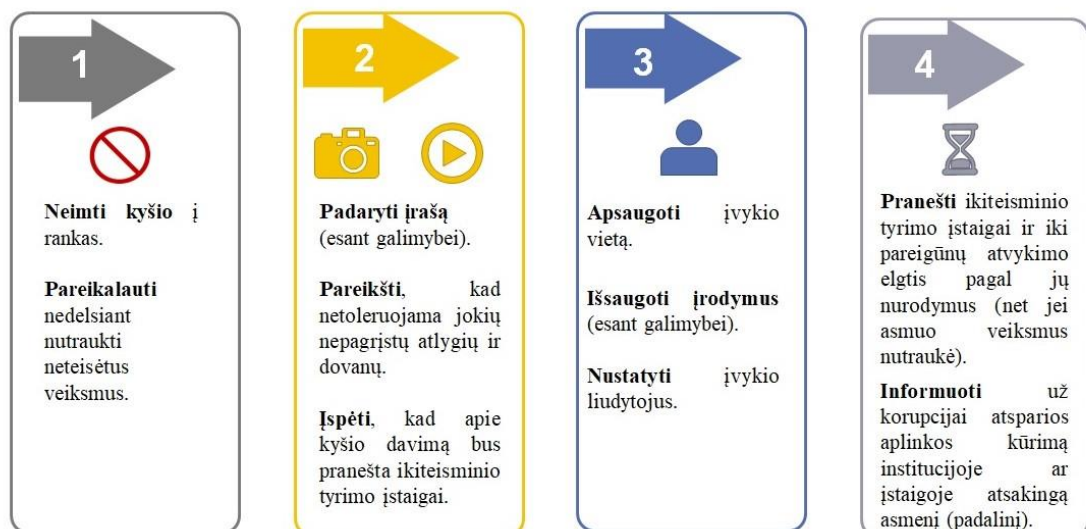 1
Neimti kyšio į
rankas.
Pareikalauti
nedelsiant
nutraukti
neteisėtus
veiksmus.
2
Padaryti įrašą
(esant galimybei).
Pareikšti, kad
netoleruojama jokių
nepagrįstų atlygių ir
dovanų.
Įspėti, kad apie
kyšio davimą bus
pranešta ikiteisminio
tyrimo įstaigai.
3
Apsaugoti įvykio
vietą.
Išsaugoti įrodymus
(esant galimybei).
Nustatyti įvykio
liudytojus.
4
Pranešti ikiteisminio
tyrimo įstaigai ir iki
pareigūnų atvykimo
elgtis pagal jų
nurodymus (net jei
asmuo veiksmus
nutraukė).
Informuoti už
korupcijai atsparios
aplinkos kūrimą
institucijoje ar
įstaigoje atsakingą
asmenį (padalinį).